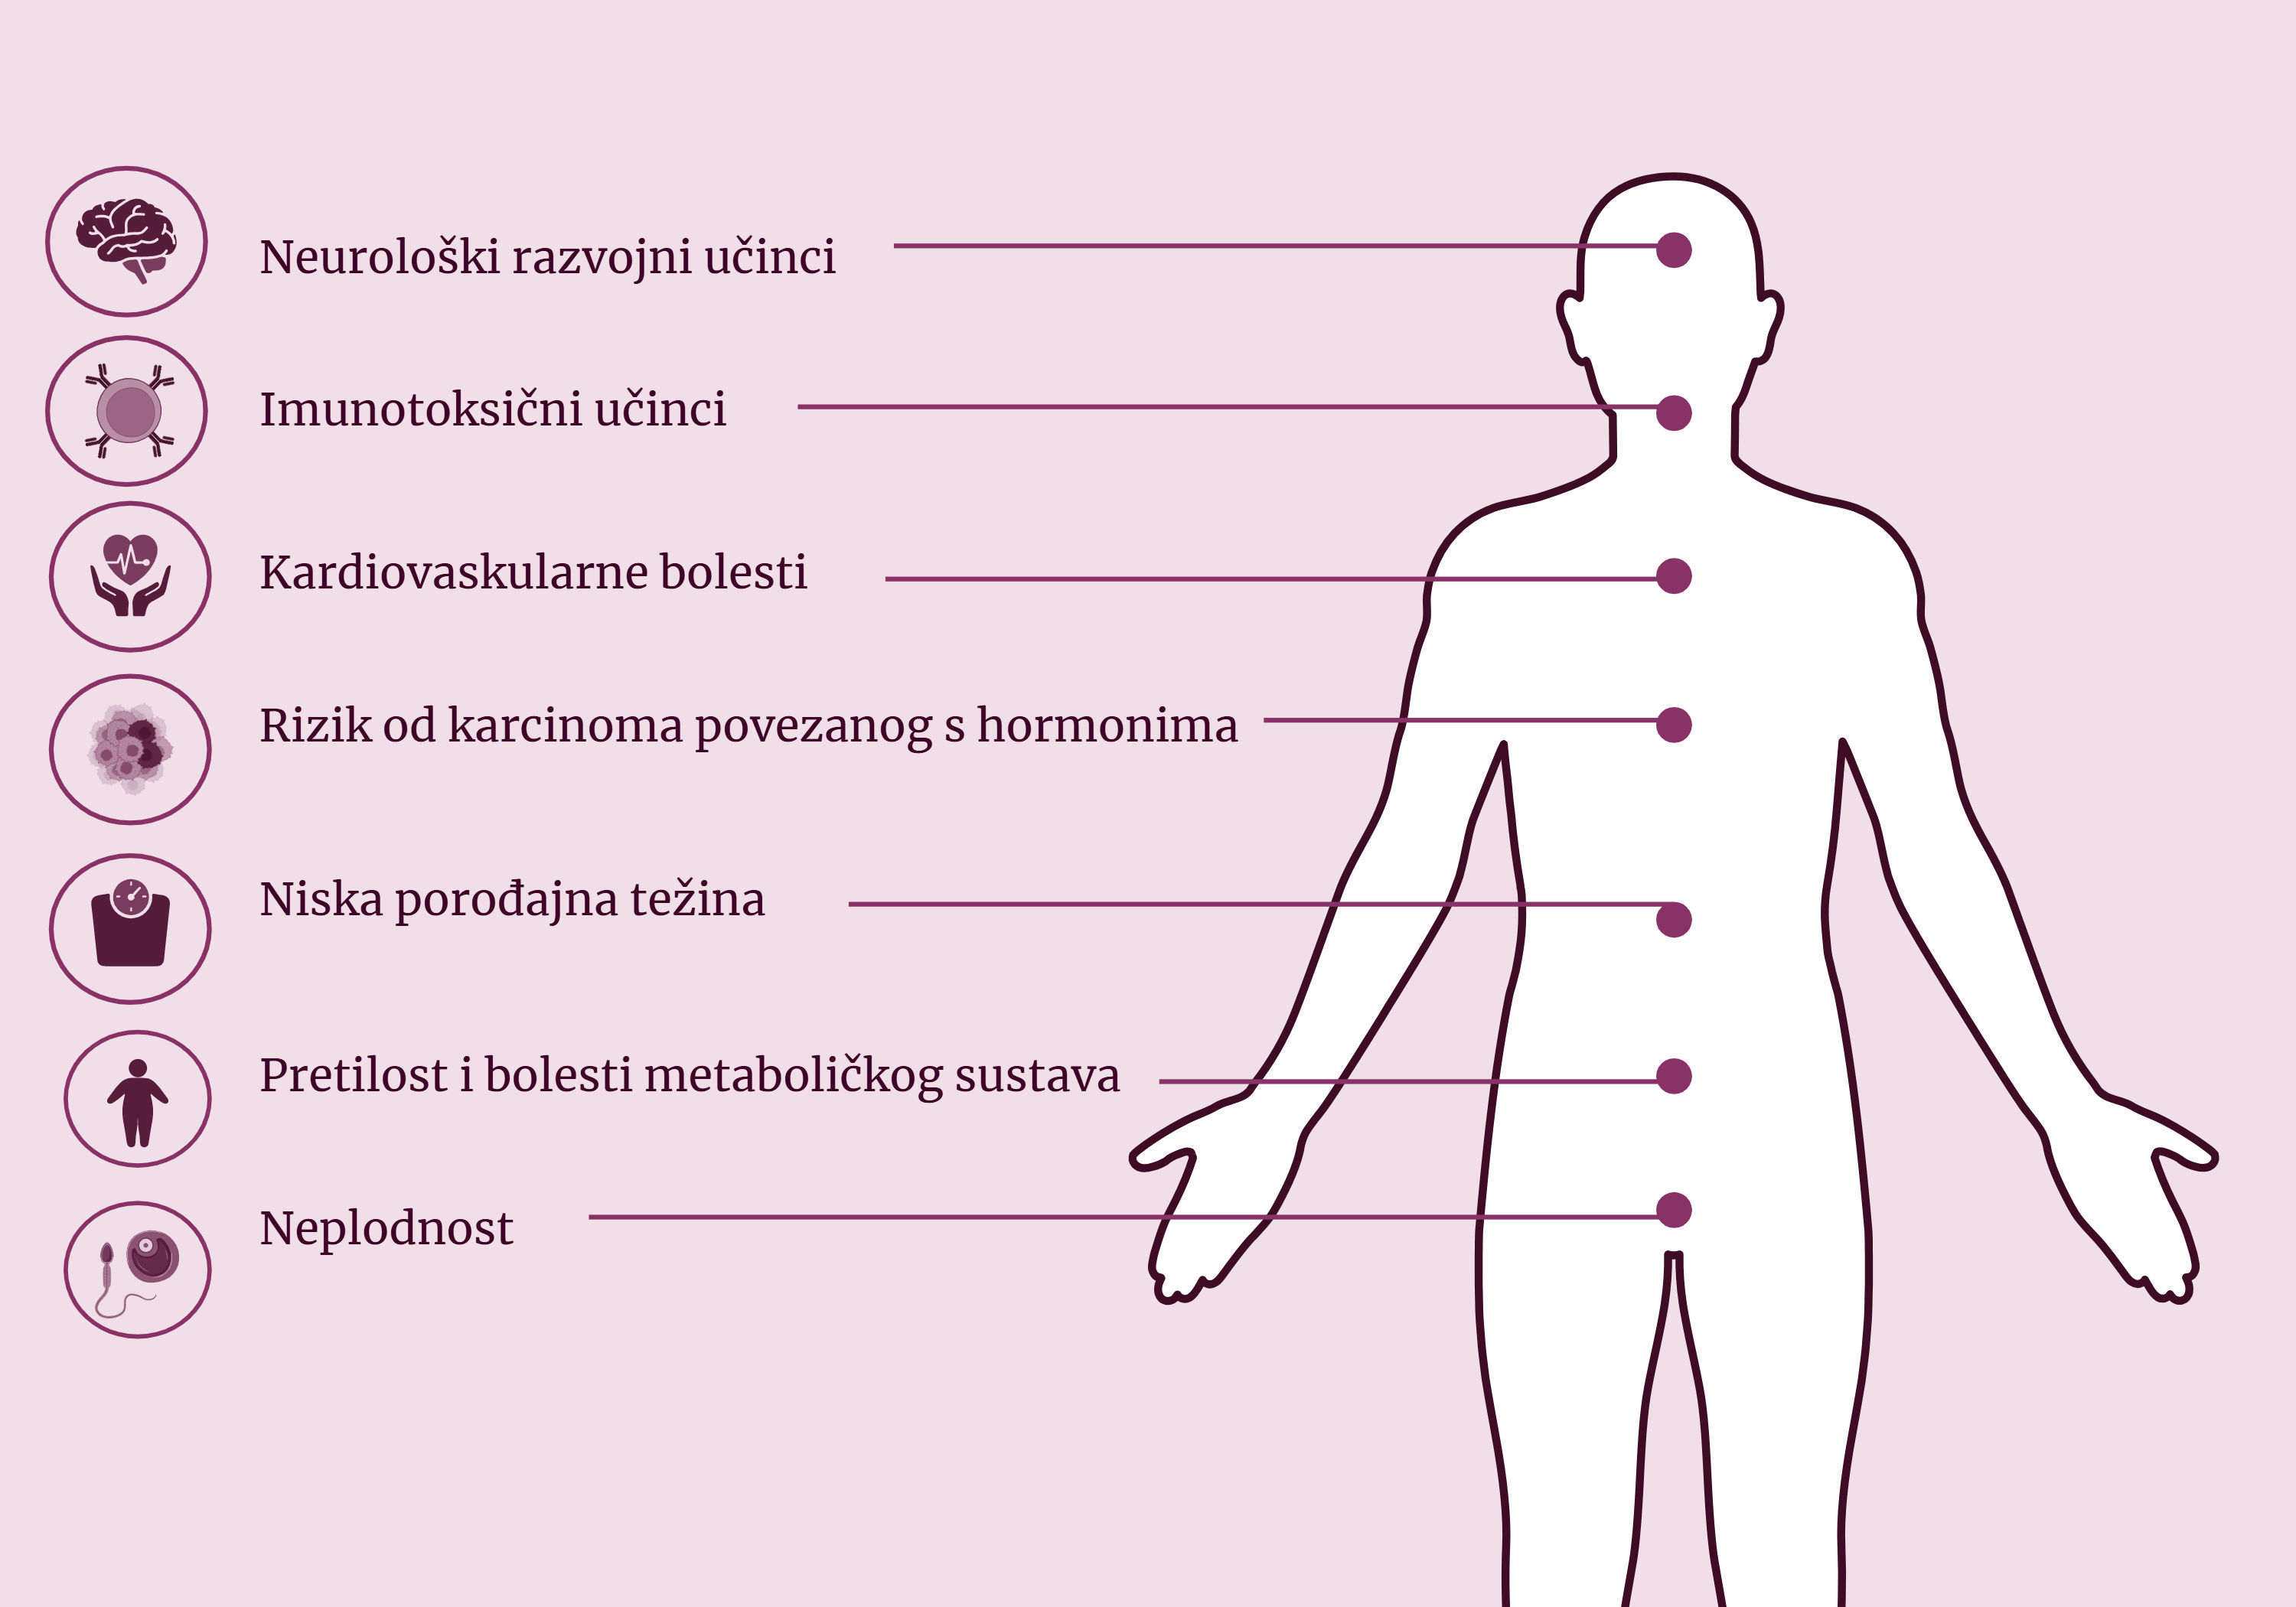 Neurološki razvojni učinci
Imunotoksični učinci
Kardiovaskularne bolesti
Rizik od karcinoma povezanog s hormonima
Niska porođajna težina
Pretilost i bolesti metaboličkog sustava
Neplodnost